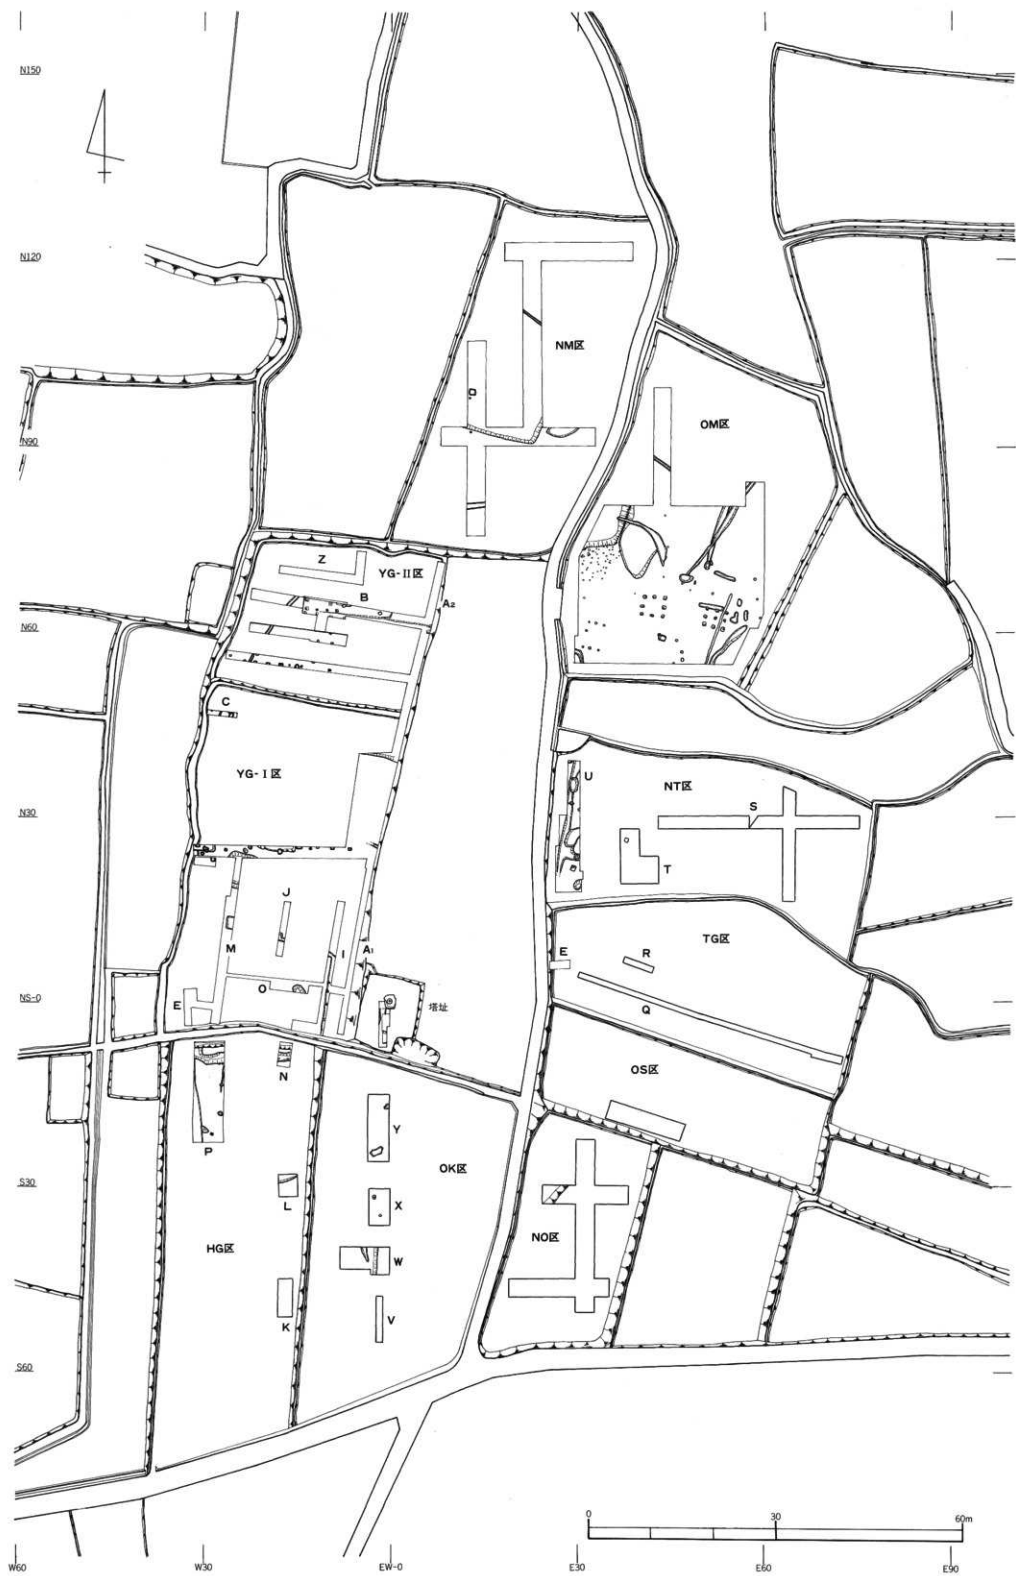 N150
N120
NM区
OM区
N90
Z
YG-II区
B
A2
N60
C
YG-I区
U
NT区
N30
S
T
J
TG区
M
I
A1
E
R
E
O
NS-0
塔址
Q
N
OS区
Y
P
OK区
S30
L
X
HG区
NO区
W
K
V
S60
0
30
60m
W60
W30
EW-0
E30
E60
E90